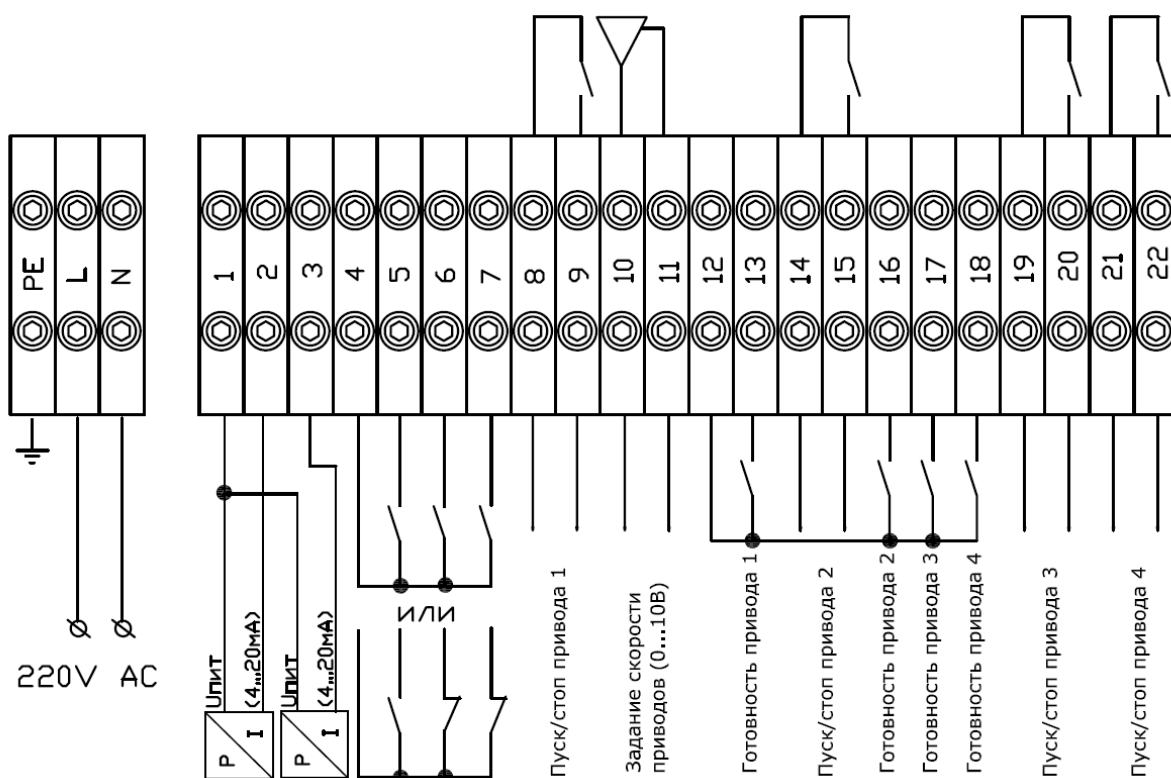 PE
L
N
1
2
3
4
5
6
7
8
9
10
11
12
13
14
15
16
17
18
19
20
21
22
220V AC
Uпит
(4...20мА)
P
I
Uпит
(4...20мА)
P
I
ИЛИ
Пуск/стоп привода 1
Задание скорости
приводов (0...10В)
Готовность привода 1
Пуск/стоп привода 2
Готовность привода 2
Готовность привода 3
Готовность привода 4
Пуск/стоп привода 3
Пуск/стоп привода 4